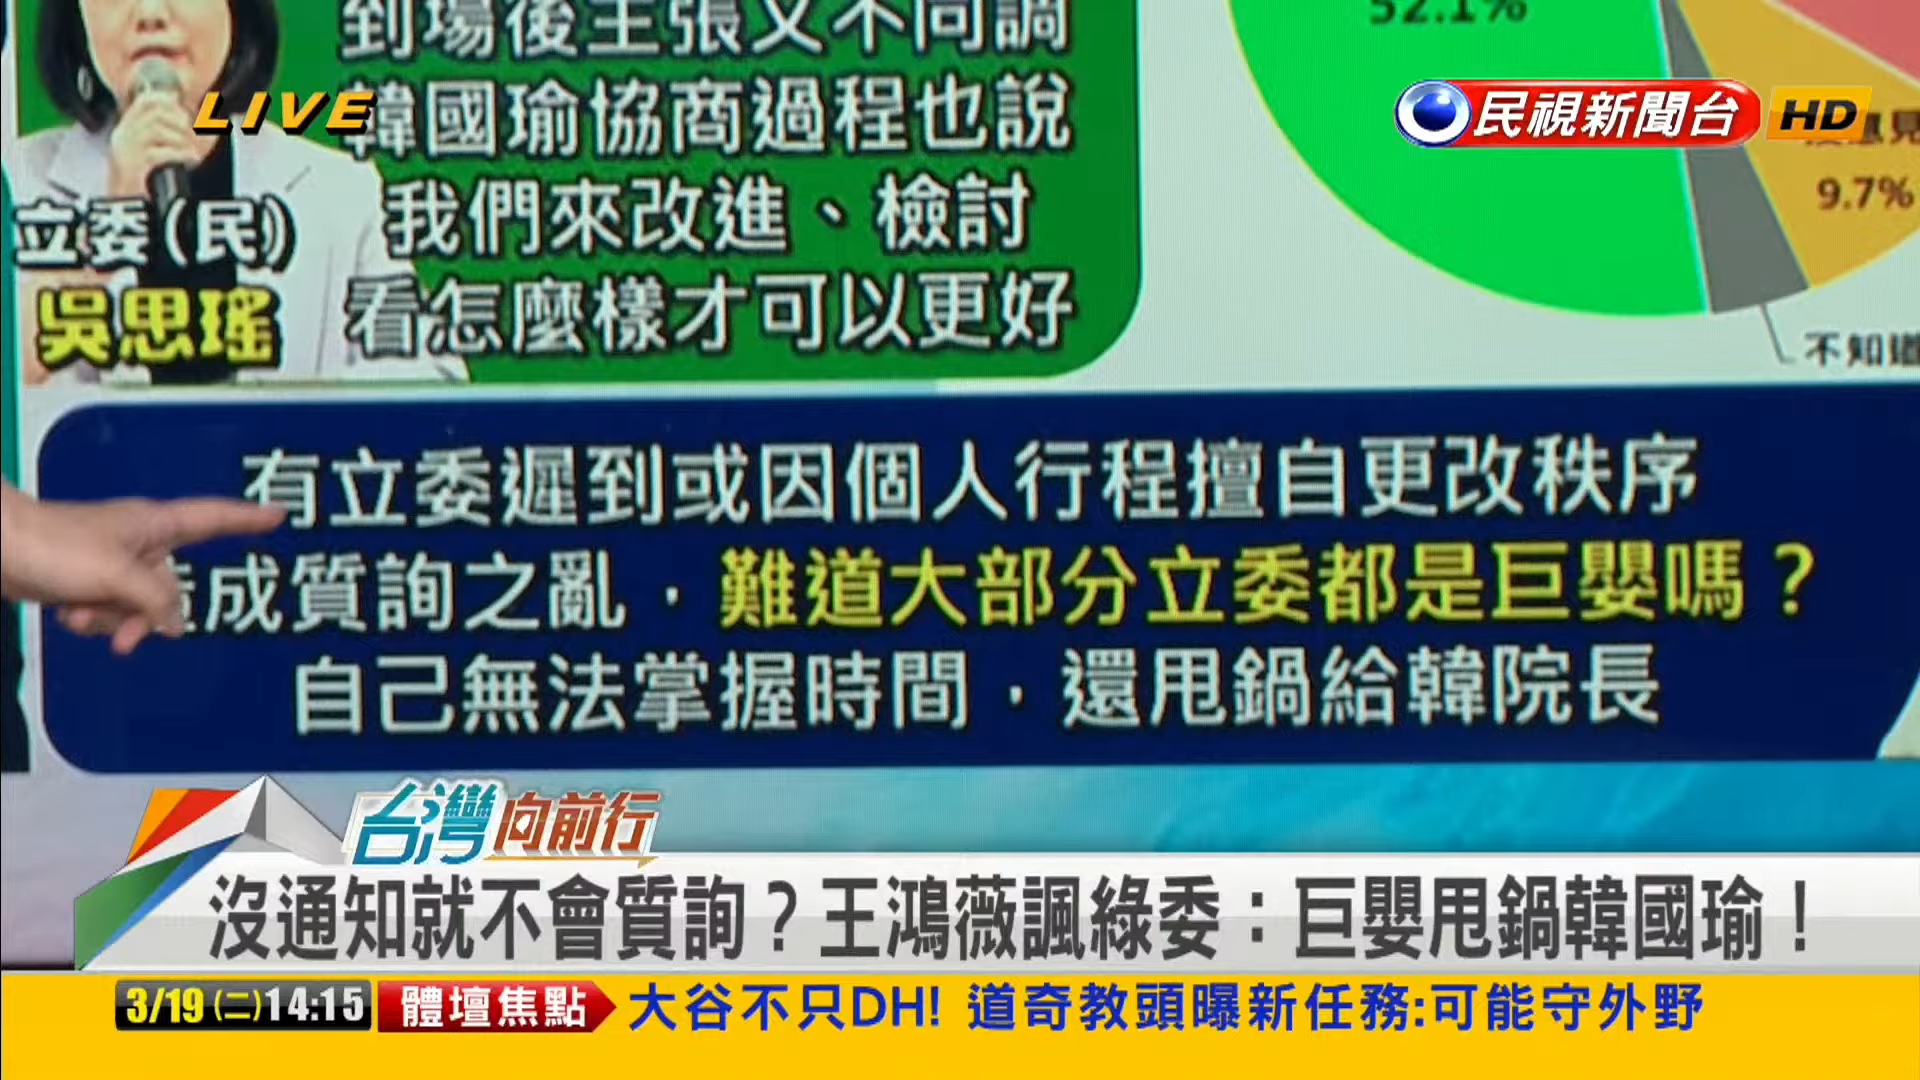 到場後主張又不同調
52.1%
LIVE
韓國瑜協商過程也說
民視新聞台 HD
我們來改進、檢討
9.7%
立委(民)
吳思瑤
看怎麼樣才可以更好
不知道
有立委遲到或因個人行程擅自更改秩序
成質詢之亂，難道大部分立委都是巨嬰嗎？
自己無法掌握時間，還甩鍋給韓院長
台灣向前行
沒通知就不會質詢？王鴻薇諷綠委：巨嬰甩鍋韓國瑜！
3/19(二)14:15 體壇焦點 大谷不只DH! 道奇教頭曝新任務:可能守外野